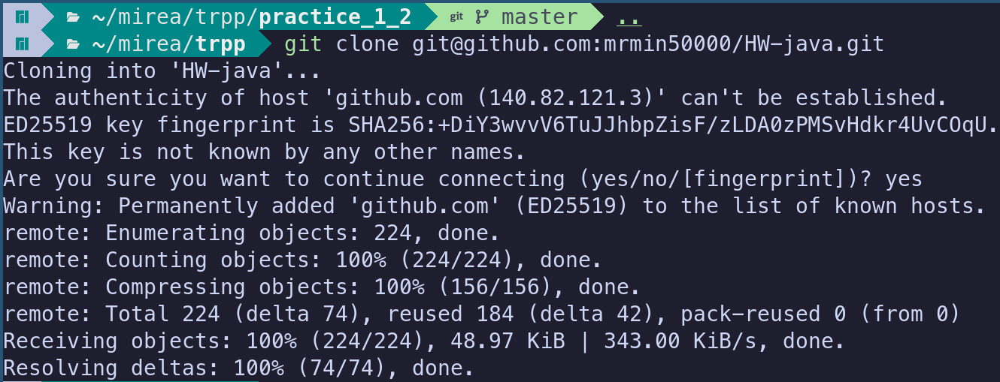 ~/mirea/trpp/practice_1_2 git master ..
~/mirea/trpp git clone git@github.com:mrmin50000/HW-java.git
Cloning into 'HW-java'...
The authenticity of host 'github.com (140.82.121.3)' can't be established.
ED25519 key fingerprint is SHA256:+DiY3wvvV6TuJJhbpZisF/zLDA0zPMSvHdkr4UvCOqU.
This key is not known by any other names.
Are you sure you want to continue connecting (yes/no/[fingerprint])? yes
Warning: Permanently added 'github.com' (ED25519) to the list of known hosts.
remote: Enumerating objects: 224, done.
remote: Counting objects: 100% (224/224), done.
remote: Compressing objects: 100% (156/156), done.
remote: Total 224 (delta 74), reused 184 (delta 42), pack-reused 0 (from 0)
Receiving objects: 100% (224/224), 48.97 KiB | 343.00 KiB/s, done.
Resolving deltas: 100% (74/74), done.